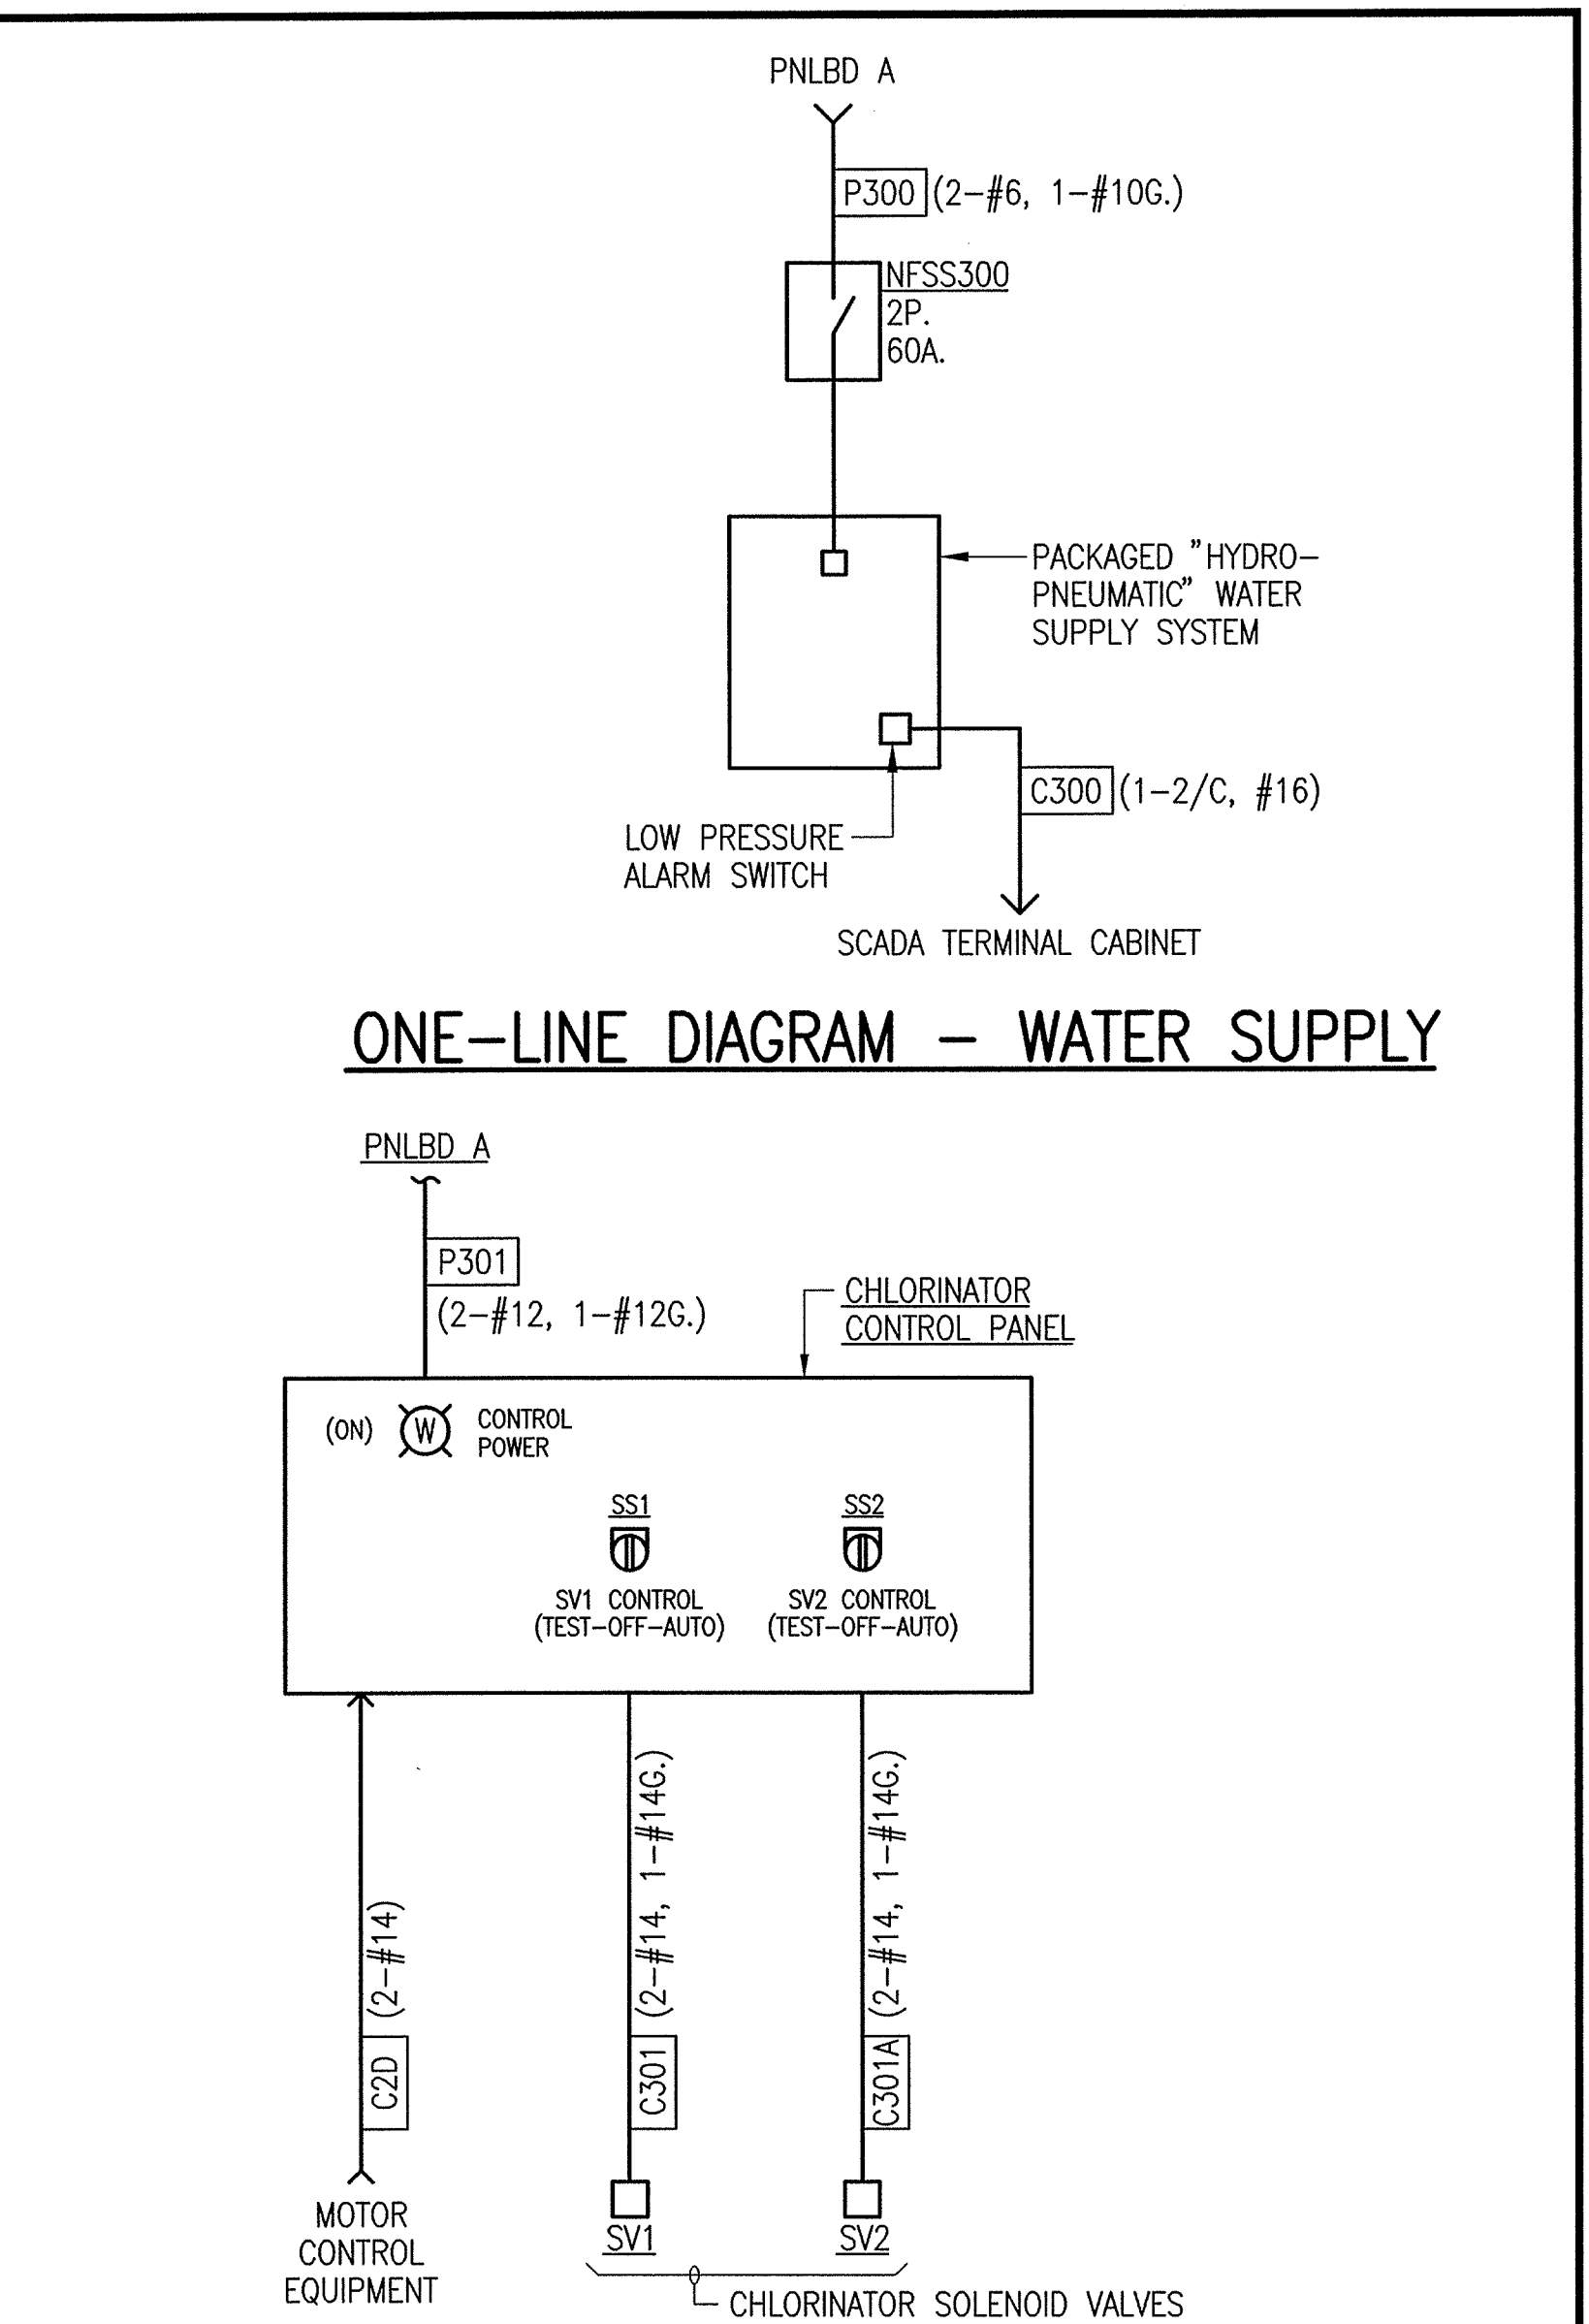 PNLBD A
P300 (2-#6, 1-#10G.)
NFSS300
2P.
60A.
PACKAGED "HYDRO-
PNEUMATIC" WATER
SUPPLY SYSTEM
C300 (1-2/C, #16)
LOW PRESSURE
ALARM SWITCH
SCADA TERMINAL CABINET
ONE-LINE DIAGRAM - WATER SUPPLY
PNLBD A
P301
(2-#12, 1-#12G.)
CHLORINATOR
CONTROL PANEL
(ON) W CONTROL
POWER
SS1
SV1 CONTROL
(TEST-OFF-AUTO)
SS2
SV2 CONTROL
(TEST-OFF-AUTO)
C2D (2-#14)
C301 (2-#14, 1-#14G.)
C301A (2-#14, 1-#14G.)
MOTOR
CONTROL
EQUIPMENT
SV1
SV2
CHLORINATOR SOLENOID VALVES